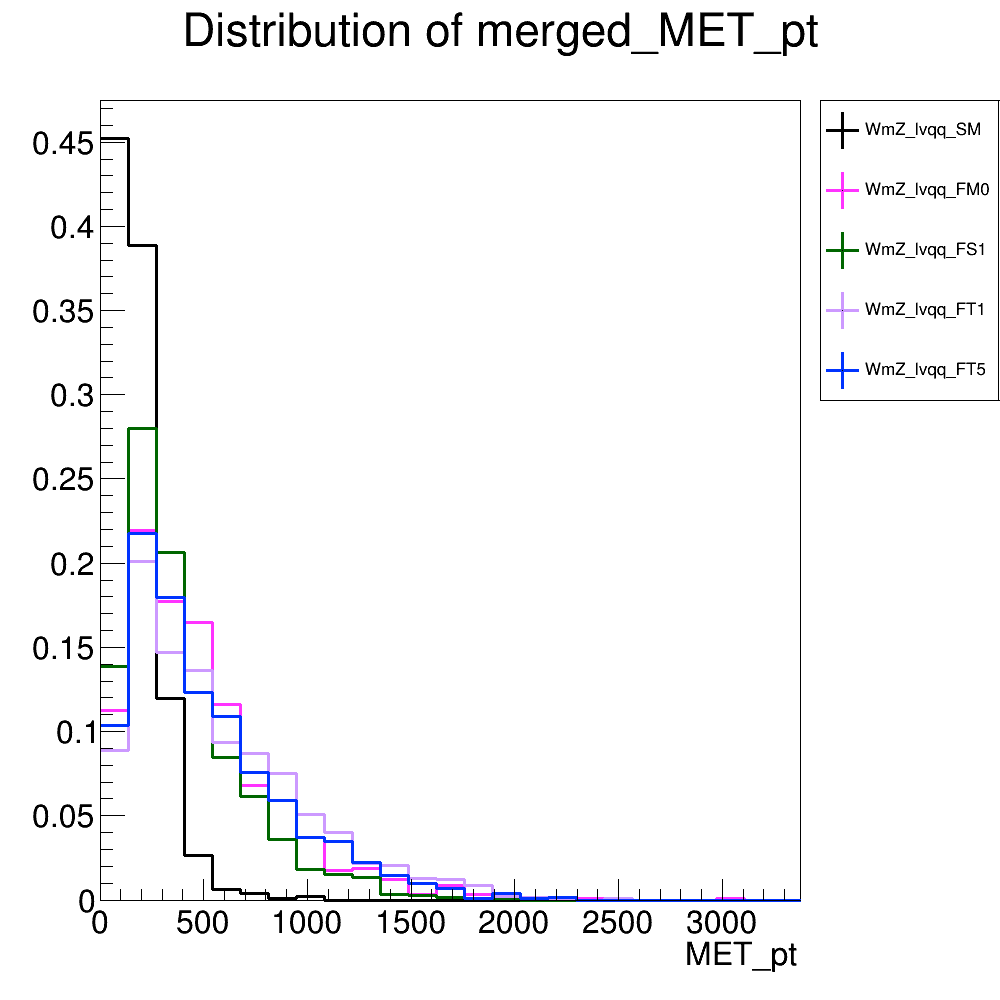 Distribution of merged_MET_pt
0.45
0.4
0.35
0.3
0.25
0.2
0.15
0.1
0.05
0
0 500 1000 1500 2000 2500 3000
MET_pt
WmZ_lvqq_SM
WmZ_lvqq_FM0
WmZ_lvqq_FS1
WmZ_lvqq_FT1
WmZ_lvqq_FT5